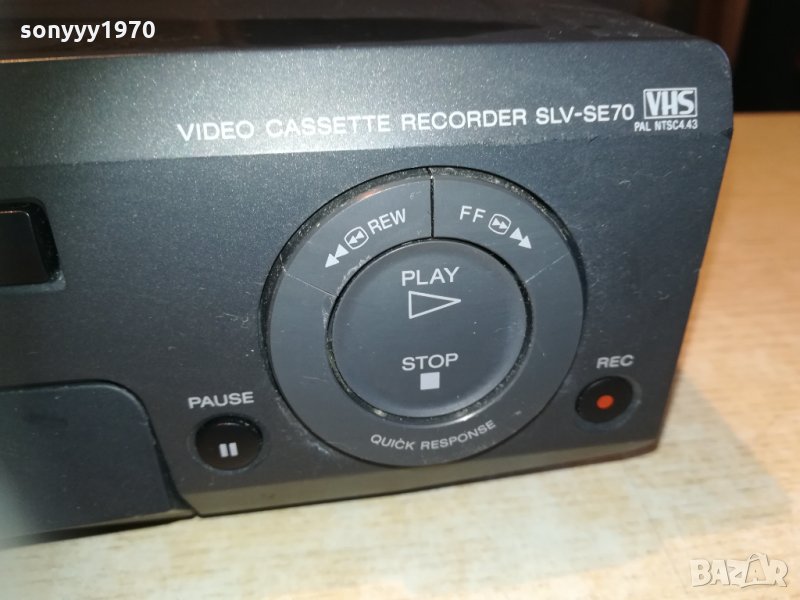 sonyyy1970
VIDEO CASSETTE RECORDER SLV-SE70 VHS
PAL NTSC4.43
REW FF
PLAY
STOP
REC
PAUSE
QUICK RESPONSE
BAZAR